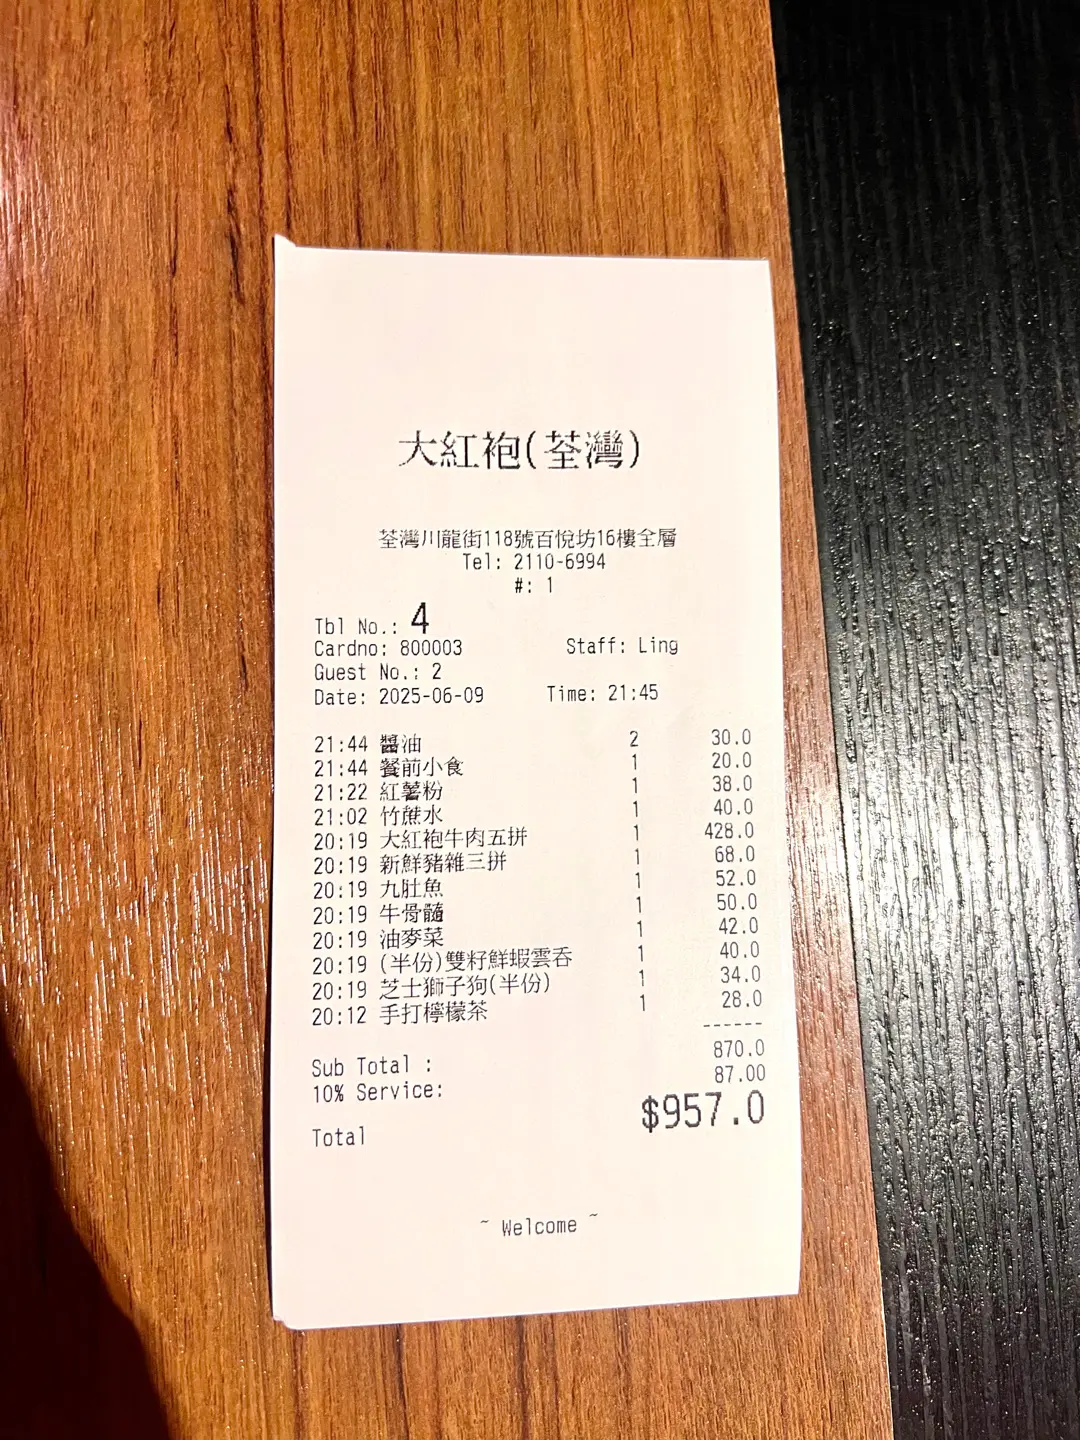 大紅袍(荃灣)
荃灣川龍街118號百悅坊16樓全層
Tel: 2110-6994
#: 1
Tbl No.: 4
Cardno: 800003 Staff: Ling
Guest No.: 2
Date: 2025-06-09 Time: 21:45
21:44 醬油 2 30.0
21:44 餐前小食 1 20.0
21:22 紅薯粉 1 38.0
21:02 竹蔗水 1 40.0
20:19 大紅袍牛肉五拼 1 428.0
20:19 新鮮豬雜三拼 1 68.0
20:19 九肚魚 1 52.0
20:19 牛骨髓 1 50.0
20:19 油麥菜 1 42.0
20:19 (半份)雙籽鮮蝦雲吞 1 40.0
20:19 芝士獅子狗(半份) 1 34.0
20:12 手打檸檬茶 1 28.0
------
Sub Total : 870.0
10% Service: 87.00
Total $957.0
~ Welcome ~